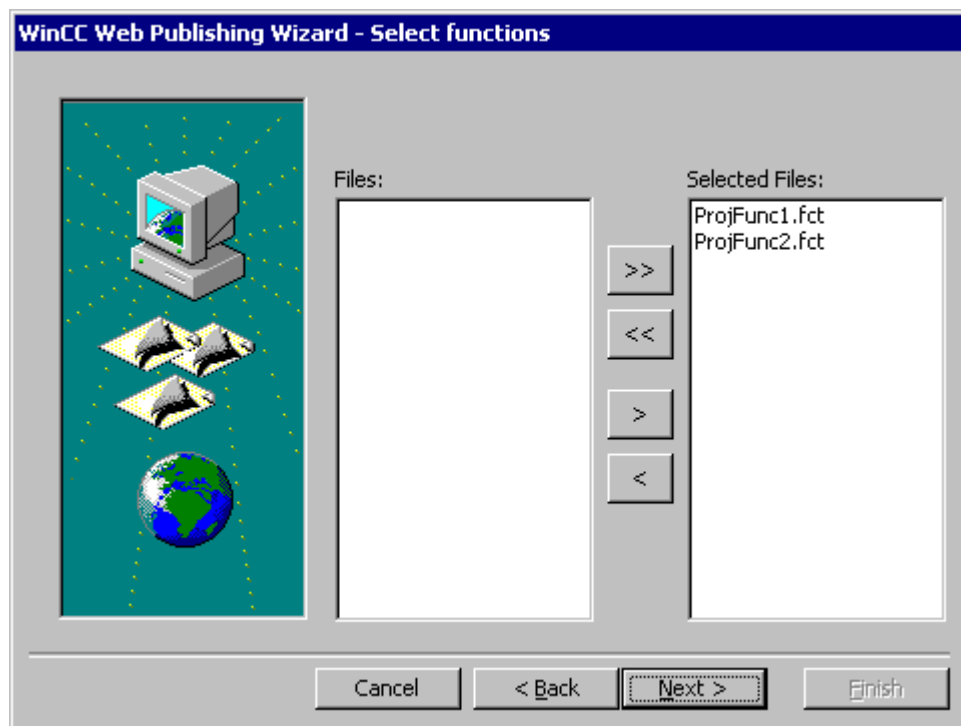 WinCC Web Publishing Wizard - Select functions
Files:
Selected Files:
ProjFunc1.fct
ProjFunc2.fct
>>
<<
>
<
Cancel
< Back
Next >
Finish